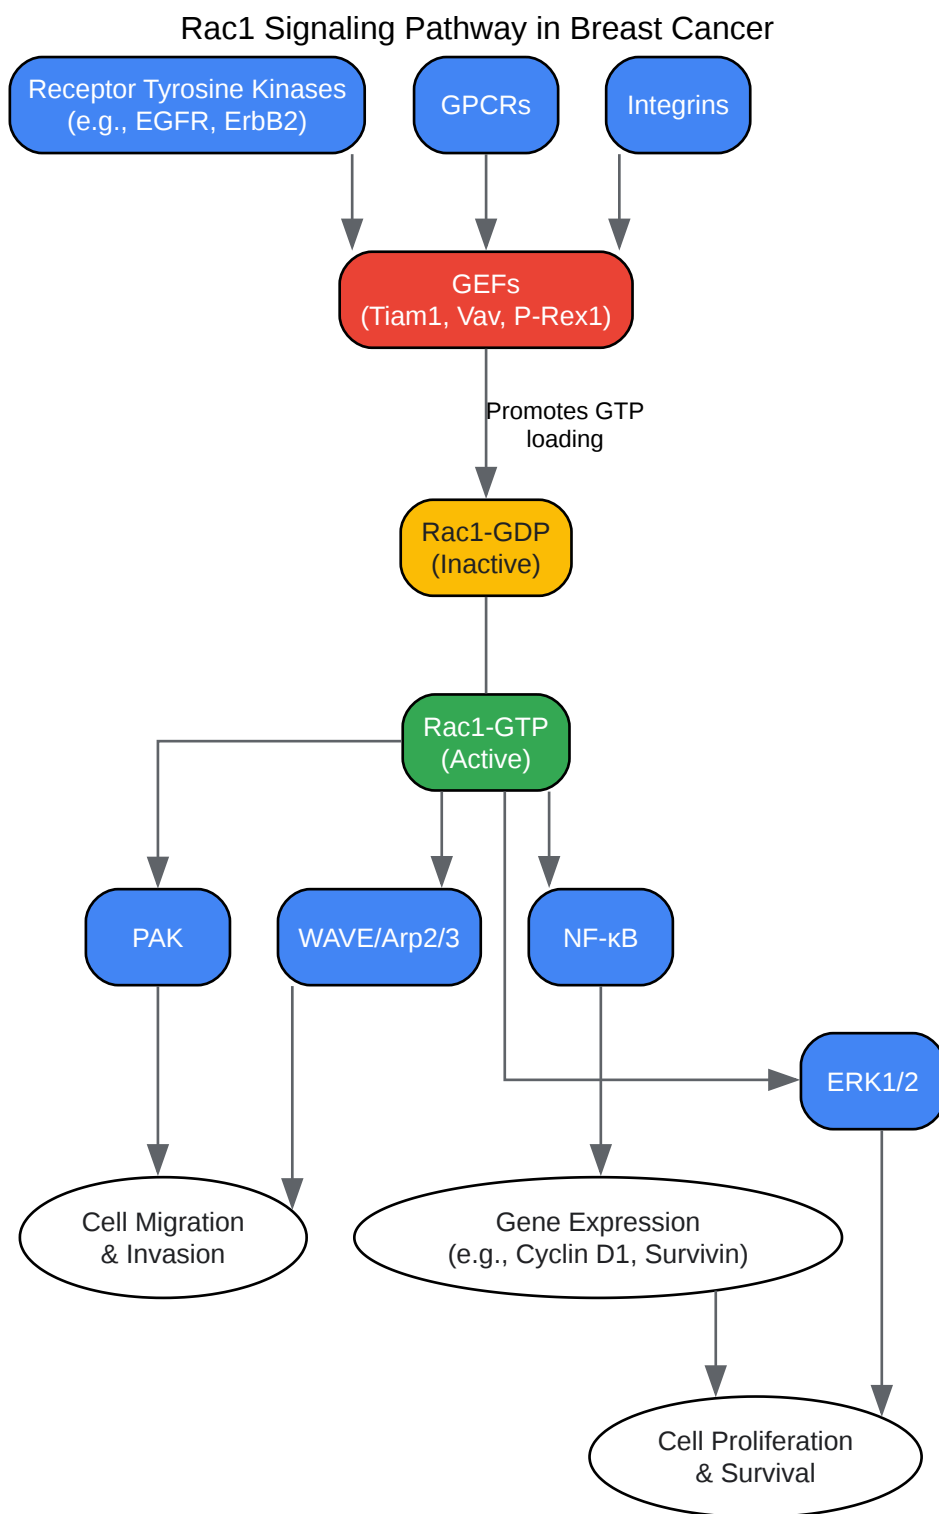 Rac1 Signaling Pathway in Breast Cancer
Receptor Tyrosine Kinases
(e.g., EGFR, ErbB2)
GPCRs
Integrins
GEFs
(Tiam1, Vav, P-Rex1)
Promotes GTP
loading
Rac1-GDP
(Inactive)
Rac1-GTP
(Active)
PAK
WAVE/Arp2/3
NF-κB
ERK1/2
Cell Migration
& Invasion
Gene Expression
(e.g., Cyclin D1, Survivin)
Cell Proliferation
& Survival